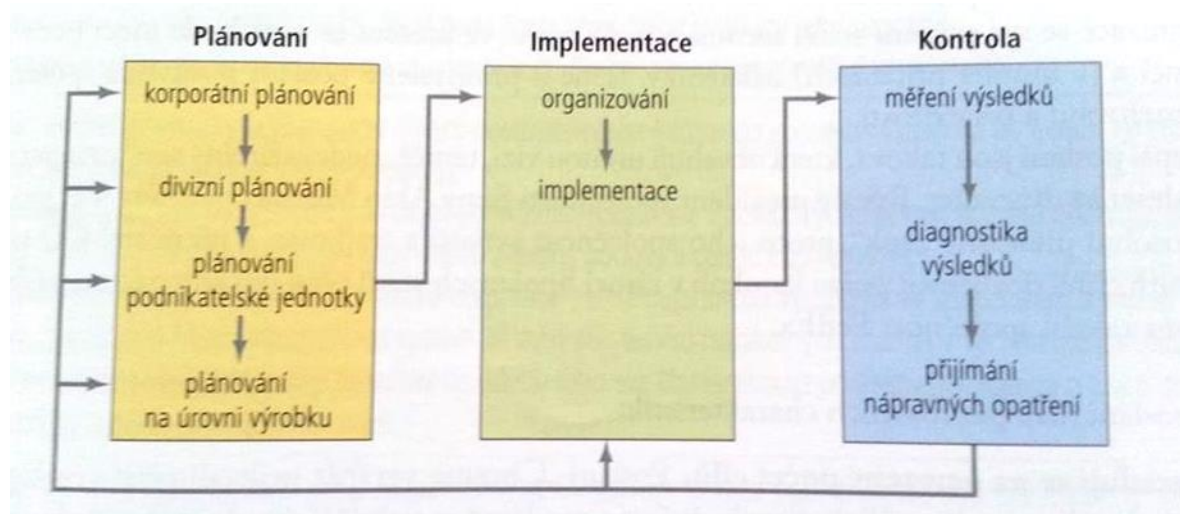 Plánování
korporátní plánování
divizní plánování
plánování
podnikatelské jednotky
plánování
na úrovni výrobku
Implementace
organizování
implementace
Kontrola
měření výsledků
diagnostika
výsledků
přijímání
nápravných opatření